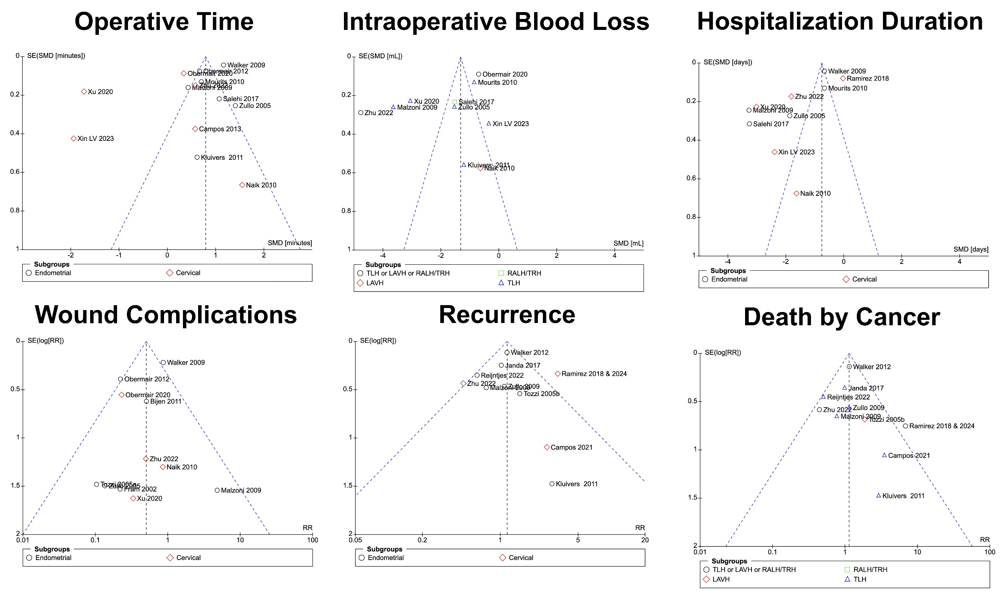 Operative Time
SE(SMD [minutes])
0
0.2
0.4
0.6
0.8
1
Walker 2009
Obermair 2012
Obermair 2020
Mourits 2010
Zhu 2022
Malzoni 2009
Xu 2020
Salehi 2017
Zullo 2005
Campos 2013
Xin LV 2023
Kluivers  2011
Naik 2010
SMD [minutes]
-2 -1 0 1 2
Subgroups
Endometrial Cervical
Intraoperative Blood Loss
SE(SMD [mL])
0
0.2
0.4
0.6
0.8
1
Obermair 2020
Mourits 2010
Xu 2020
Salehi 2017
Malzoni 2009
Zullo 2005
Zhu 2022
Xin LV 2023
Kluivers  2011
Naik 2010
SMD [mL]
-4 -2 0 2 4
Subgroups
TLH or LAVH or RALH/TRH RALH/TRH
LAVH TLH
Hospitalization Duration
SE(SMD [days])
0
0.2
0.4
0.6
0.8
1
Walker 2009
Ramirez 2018
Mourits 2010
Zhu 2022
Xu 2020
Malzoni 2009
Zullo 2005
Salehi 2017
Xin LV 2023
Naik 2010
SMD [days]
-4 -2 0 2 4
Subgroups
Endometrial Cervical
Wound Complications
SE(log[RR])
0
0.5
1
1.5
2
Walker 2009
Obermair 2012
Obermair 2020
Bijen 2011
Zhu 2022
Naik 2010
Tozzi 2005a
Zullo 2005
Fram 2002
Malzoni 2009
Xu 2020
RR
0.01 0.1 1 10 100
Subgroups
Endometrial Cervical
Recurrence
SE(log[RR])
0
0.5
1
1.5
2
Walker 2012
Janda 2017
Ramirez 2018 & 2024
Reijntjes 2022
Zhu 2022
Zullo 2009
Malzoni 2009
Tozzi 2005b
Campos 2021
Kluivers  2011
RR
0.05 0.2 1 5 20
Subgroups
Endometrial Cervical
Death by Cancer
SE(log[RR])
0
0.5
1
1.5
2
Walker 2012
Janda 2017
Reijntjes 2022
Zullo 2009
Zhu 2022
Malzoni 2009
Tozzi 2005b
Ramirez 2018 & 2024
Campos 2021
Kluivers  2011
RR
0.01 0.1 1 10 100
Subgroups
TLH or LAVH or RALH/TRH RALH/TRH
LAVH TLH